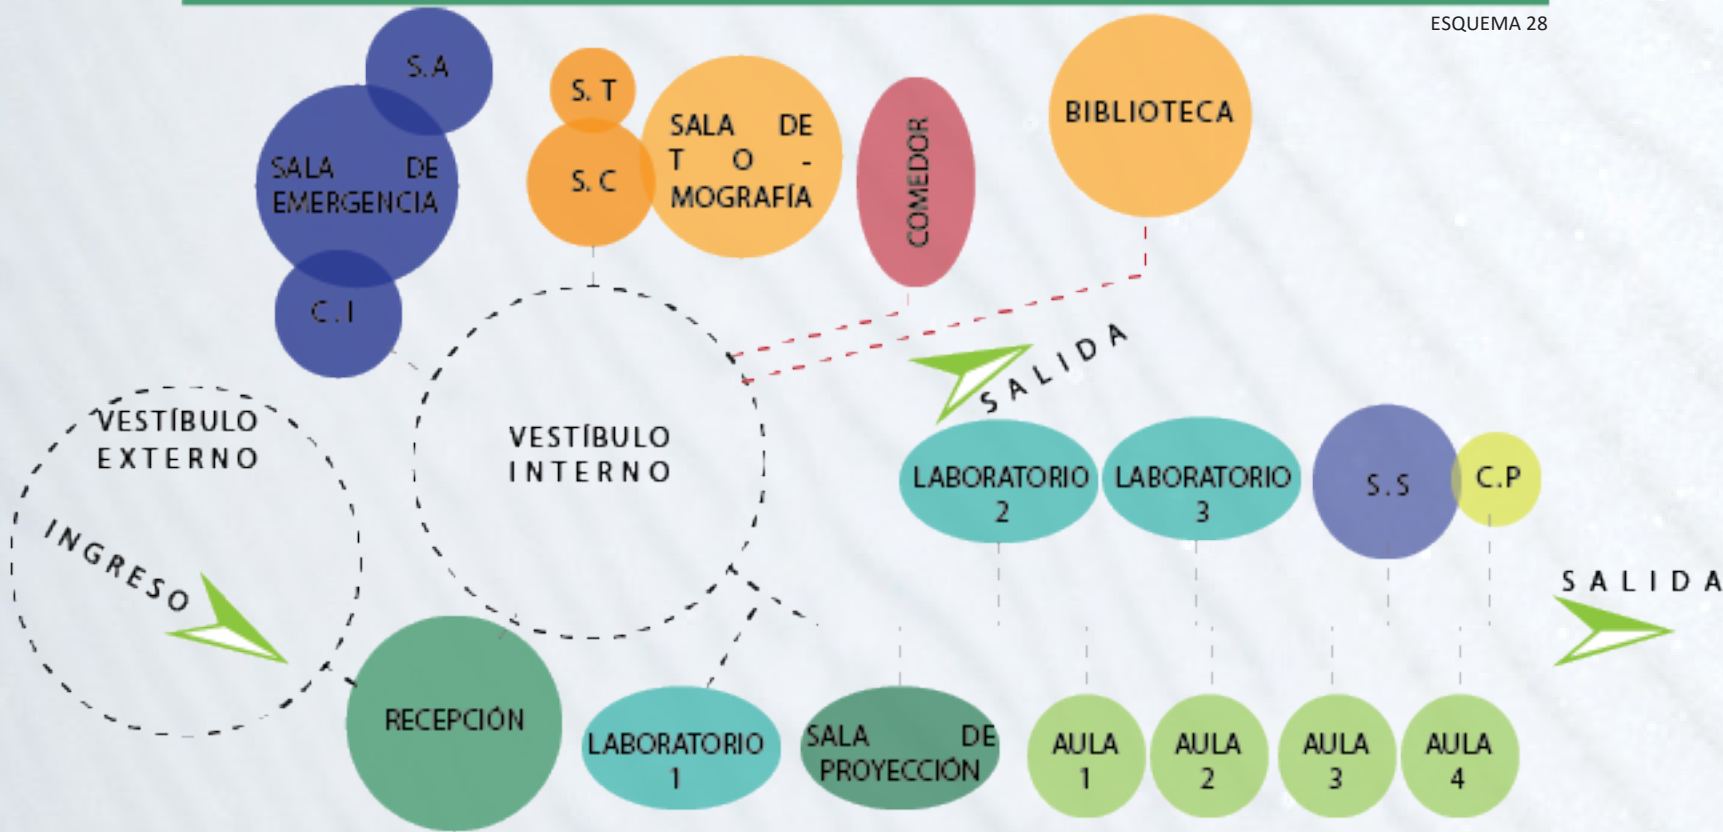 ESQUEMA 28
S.A
SALA DE
EMERGENCIA
C.I
S. T
S. C
SALA DE
T O -
MOGRAFÍA
COMEDOR
BIBLIOTECA
VESTÍBULO
EXTERNO
INGRESO
VESTÍBULO
INTERNO
SALIDA
LABORATORIO
2
LABORATORIO
3
S.S
C.P
SALIDA
RECEPCIÓN
LABORATORIO
1
SALA DE
PROYECCIÓN
AULA
1
AULA
2
AULA
3
AULA
4